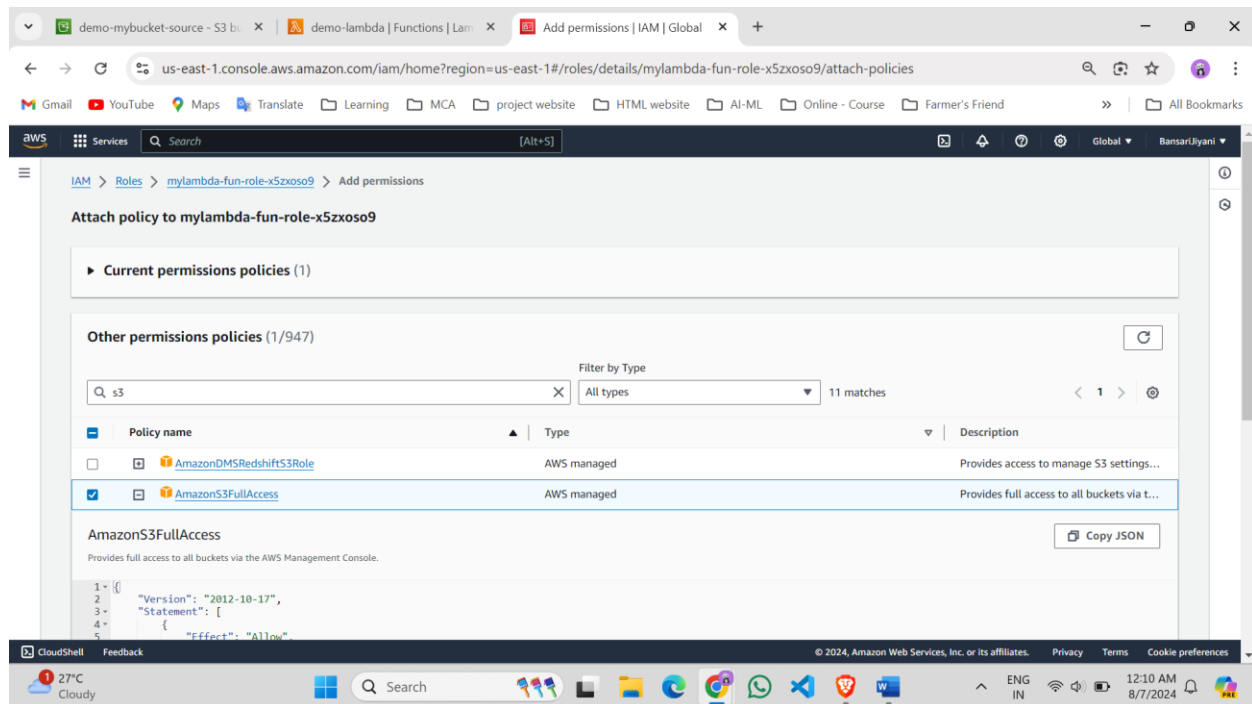 demo-mybucket-source - S3 bu
demo-lambda | Functions | Lam
Add permissions | IAM | Global
us-east-1.console.aws.amazon.com/iam/home?region=us-east-1#/roles/details/mylambda-fun-role-x5zxoso9/attach-policies
Gmail YouTube Maps Translate Learning MCA project website HTML website AI-ML Online - Course Farmer's Friend » All Bookmarks
aws Services Search [Alt+S] Global BansariJiyani
IAM > Roles > mylambda-fun-role-x5zxoso9 > Add permissions
Attach policy to mylambda-fun-role-x5zxoso9
Current permissions policies (1)
Other permissions policies (1/947)
Filter by Type
s3 All types 11 matches < 1 >
Policy name Type Description
AmazonDMSRedshiftS3Role AWS managed Provides access to manage S3 settings...
AmazonS3FullAccess AWS managed Provides full access to all buckets via t...
AmazonS3FullAccess Copy JSON
Provides full access to all buckets via the AWS Management Console.
1 {
2 "Version": "2012-10-17",
3 "Statement": [
4 {
5 "Effect": "Allow",
CloudShell Feedback © 2024, Amazon Web Services, Inc. or its affiliates. Privacy Terms Cookie preferences
1 27°C
Cloudy
Search
ENG
IN
12:10 AM
8/7/2024
PRE